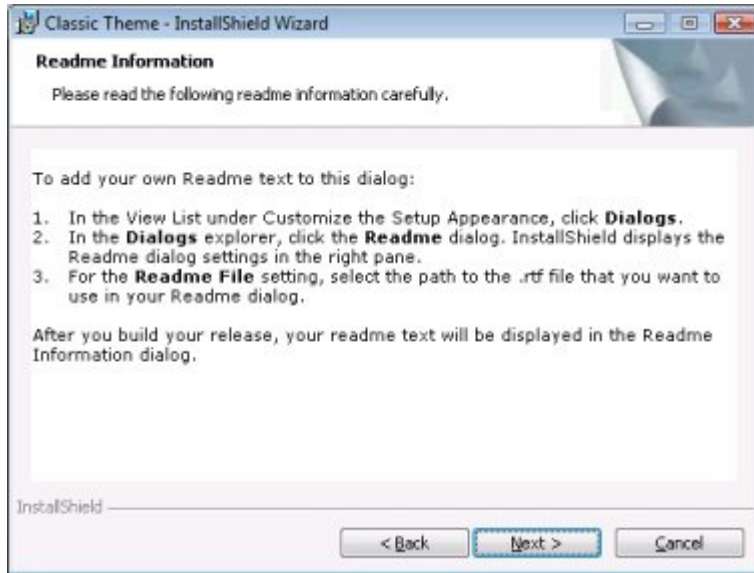 Classic Theme - InstallShield Wizard
Readme Information
Please read the following readme information carefully.
To add your own Readme text to this dialog:
1. In the View List under Customize the Setup Appearance, click Dialogs.
2. In the Dialogs explorer, click the Readme dialog. InstallShield displays the
Readme dialog settings in the right pane.
3. For the Readme File setting, select the path to the .rtf file that you want to
use in your Readme dialog.
After you build your release, your readme text will be displayed in the Readme
Information dialog.
InstallShield
< Back Next > Cancel